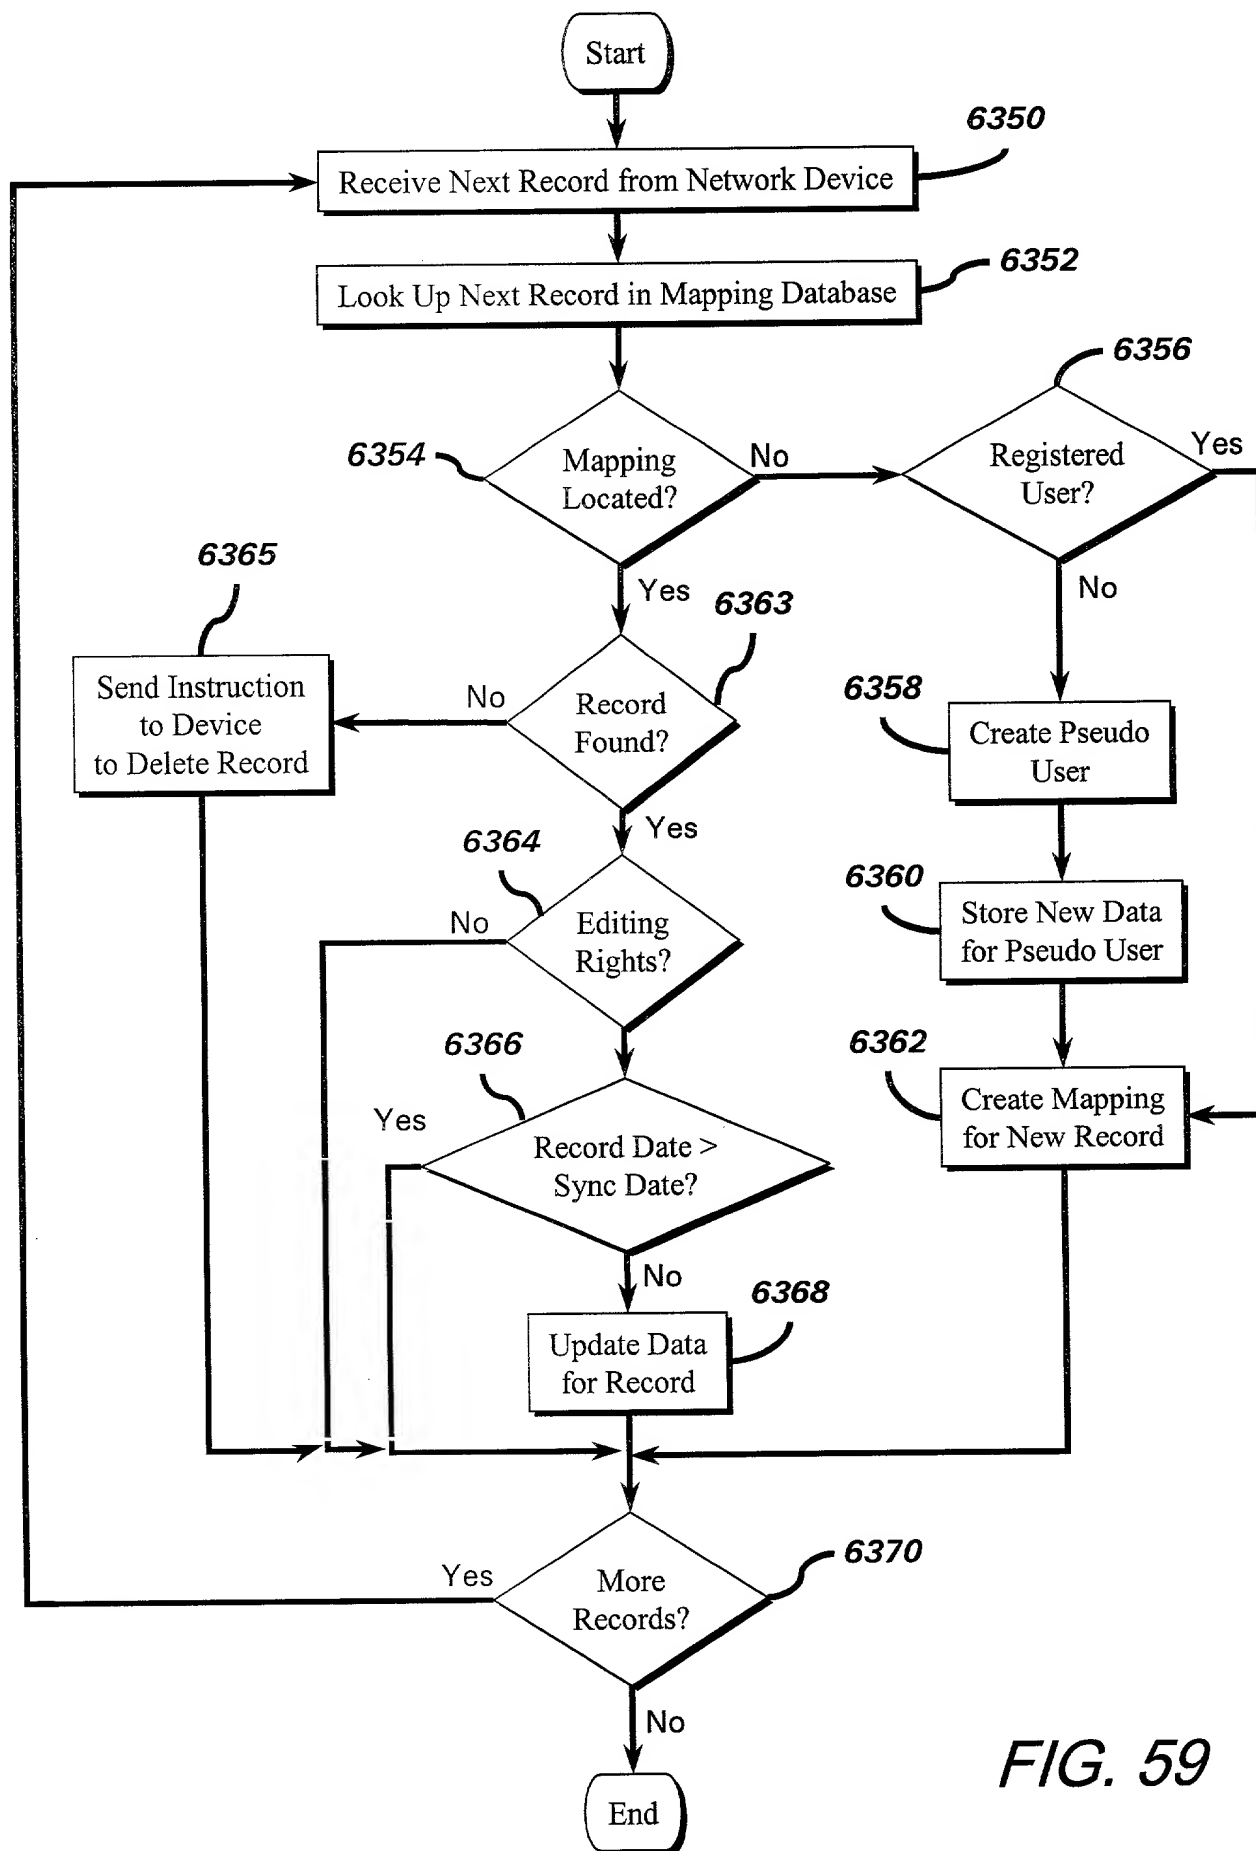 Start
6350
Receive Next Record from Network Device
6352
Look Up Next Record in Mapping Database
6356
6354
Mapping
Located?
No
Registered
User?
Yes
6365
Yes
6363
No
Send Instruction
to Device
to Delete Record
No
Record
Found?
6358
Create Pseudo
User
Yes
6364
No
Editing
Rights?
6360
Store New Data
for Pseudo User
6366
Yes
Record Date >
Sync Date?
6362
Create Mapping
for New Record
No
6368
Update Data
for Record
Yes
More
Records?
6370
No
End
FIG. 59